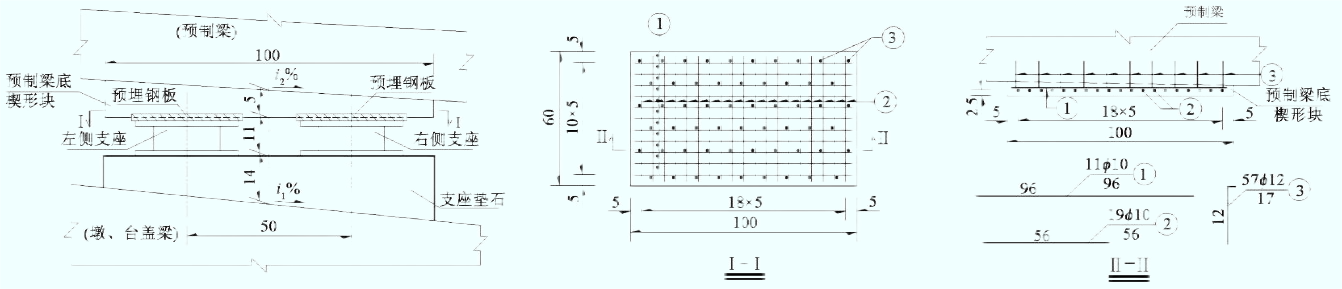 (预制梁)
100
预制梁底
楔形块
预埋钢板
i₂%
预埋钢板
5
I
I
左侧支座
11
右侧支座
14
i₁%
支座垫石
(墩、台盖梁)
50
1
3
5
60
10×5
2
II
II
5
5
18×5
5
100
I-I
预制梁
3
2.5
1
2
预制梁底
楔形块
5
18×5
5
100
11ϕ10
96
96
1
57ϕ12
17
3
12
19ϕ10
56
56
2
II-II